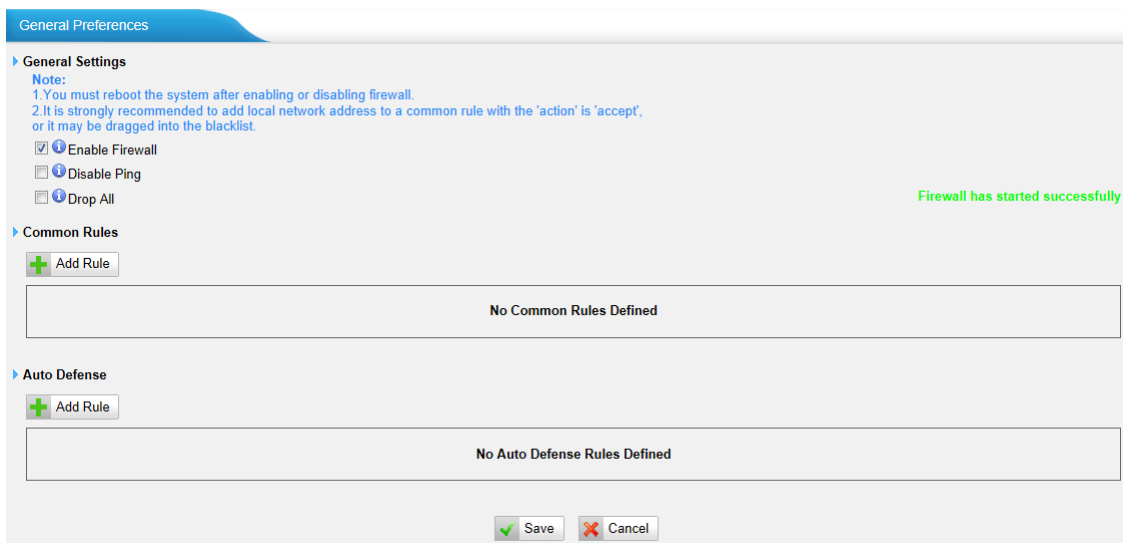 General Preferences
General Settings
Note:
1.You must reboot the system after enabling or disabling firewall.
2.It is strongly recommended to add local network address to a common rule with the 'action' is 'accept',
or it may be dragged into the blacklist.
Enable Firewall
Disable Ping
Drop All
Firewall has started successfully
Common Rules
Add Rule
No Common Rules Defined
Auto Defense
Add Rule
No Auto Defense Rules Defined
Save Cancel